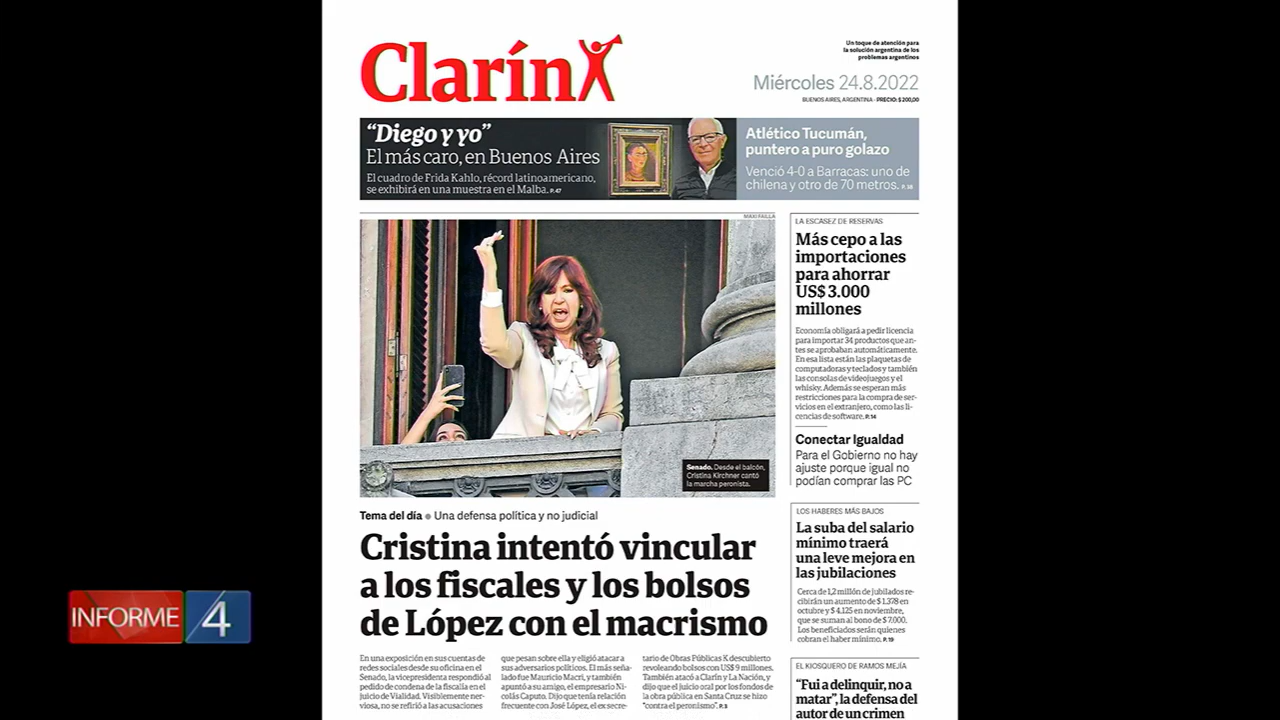 Clarín
Un toque de atención para
la solución argentina de los
problemas argentinos
Miércoles 24.8.2022
BUENOS AIRES, ARGENTINA - PRECIO: $ 200,00
“Diego y yo”
El más caro, en Buenos Aires
El cuadro de Frida Kahlo, récord latinoamericano,
se exhibirá en una muestra en el Malba. P.47
Atlético Tucumán,
puntero a puro golazo
Venció 4-0 a Barracas: uno de
chilena y otro de 70 metros. P.38
MAXI FAILLA
Senado. Desde el balcón,
Cristina Kirchner cantó
la marcha peronista.
Tema del día • Una defensa política y no judicial
Cristina intentó vincular
a los fiscales y los bolsos
de López con el macrismo
En una exposición en sus cuentas de
redes sociales desde su oficina en el
Senado, la vicepresidenta respondió al
pedido de condena de la fiscalía en el
juicio de Vialidad. Visiblemente ner-
viosa, no se refirió a las acusaciones
que pesan sobre ella y eligió atacar a
sus adversarios políticos. El más seña-
lado fue Mauricio Macri, y también
apuntó a su amigo, el empresario Ni-
colás Caputo. Dijo que tenía relación
frecuente con José López, el ex secre-
tario de Obras Públicas K descubierto
revoleando bolsos con US$ 9 millones.
También atacó a Clarín y La Nación, y
dijo que el juicio oral por los fondos de
la obra pública en Santa Cruz se hizo
“contra el peronismo”. P.3
LA ESCASEZ DE RESERVAS
Más cepo a las
importaciones
para ahorrar
US$ 3.000
millones
Economía obligará a pedir licencia
para importar 34 productos que an-
tes se aprobaban automáticamente.
En esa lista están las plaquetas de
computadoras y teclados y también
las consolas de videojuegos y el
whisky. Además se esperan más
restricciones para la compra de ser-
vicios en el extranjero, como las li-
cencias de software. P.14
Conectar Igualdad
Para el Gobierno no hay
ajuste porque igual no
podían comprar las PC
LOS HABERES MÁS BAJOS
La suba del salario
mínimo traerá
una leve mejora en
las jubilaciones
Cerca de 1,2 millón de jubilados re-
cibirán un aumento de $ 1.378 en
octubre y $ 4.125 en noviembre,
que se suman al bono de $ 7.000.
Los beneficiados serán quienes
cobran el haber mínimo. P.19
EL KIOSQUERO DE RAMOS MEJÍA
“Fui a delinquir, no a
matar”, la defensa del
autor de un crimen
INFORME 4